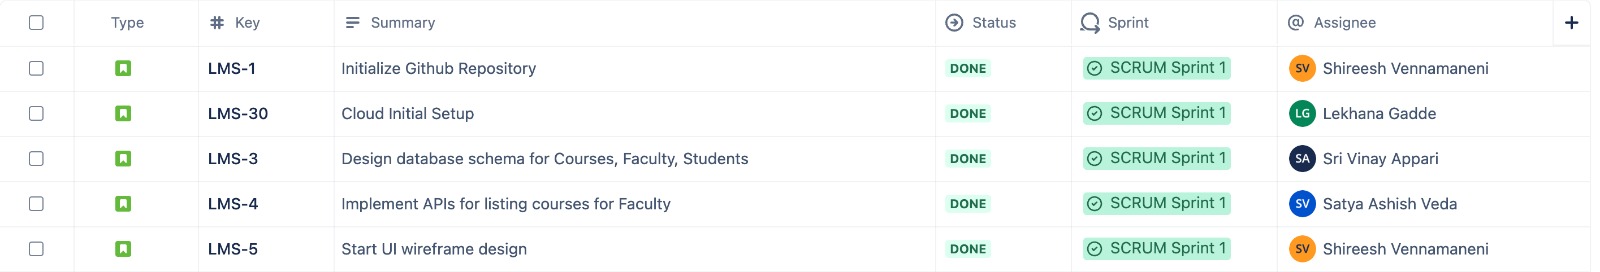 Type Key Summary Status Sprint Assignee +
LMS-1 Initialize Github Repository DONE SCRUM Sprint 1 SV Shireesh Vennamaneni
LMS-30 Cloud Initial Setup DONE SCRUM Sprint 1 LG Lekhana Gadde
LMS-3 Design database schema for Courses, Faculty, Students DONE SCRUM Sprint 1 SA Sri Vinay Appari
LMS-4 Implement APIs for listing courses for Faculty DONE SCRUM Sprint 1 SV Satya Ashish Veda
LMS-5 Start UI wireframe design DONE SCRUM Sprint 1 SV Shireesh Vennamaneni